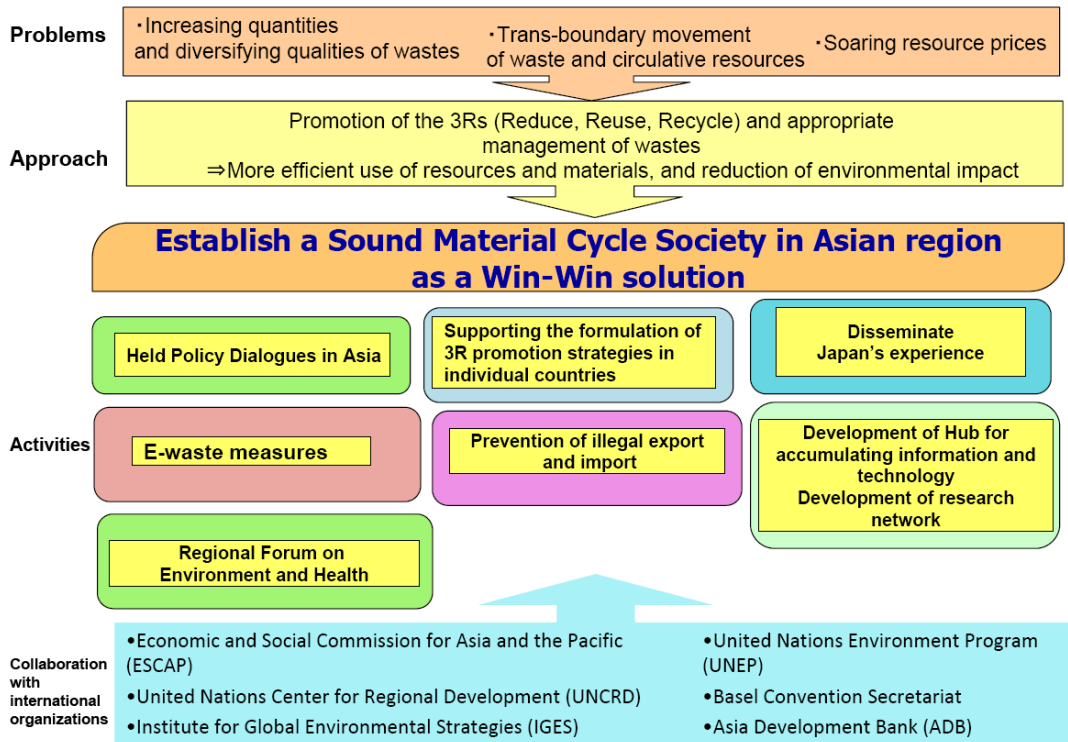 Problems
・Increasing quantities
and diversifying qualities of wastes
・Trans-boundary movement
of waste and circulative resources
・Soaring resource prices
Approach
Promotion of the 3Rs (Reduce, Reuse, Recycle) and appropriate
management of wastes
⇒More efficient use of resources and materials, and reduction of environmental impact
Establish a Sound Material Cycle Society in Asian region
as a Win-Win solution
Activities
Held Policy Dialogues in Asia
Supporting the formulation of
3R promotion strategies in
individual countries
Disseminate
Japan’s experience
E-waste measures
Prevention of illegal export
and import
Development of Hub for
accumulating information and
technology
Development of research
network
Regional Forum on
Environment and Health
Collaboration
with
international
organizations
•Economic and Social Commission for Asia and the Pacific
(ESCAP)
•United Nations Center for Regional Development (UNCRD)
•Institute for Global Environmental Strategies (IGES)
•United Nations Environment Program
(UNEP)
•Basel Convention Secretariat
•Asia Development Bank (ADB)